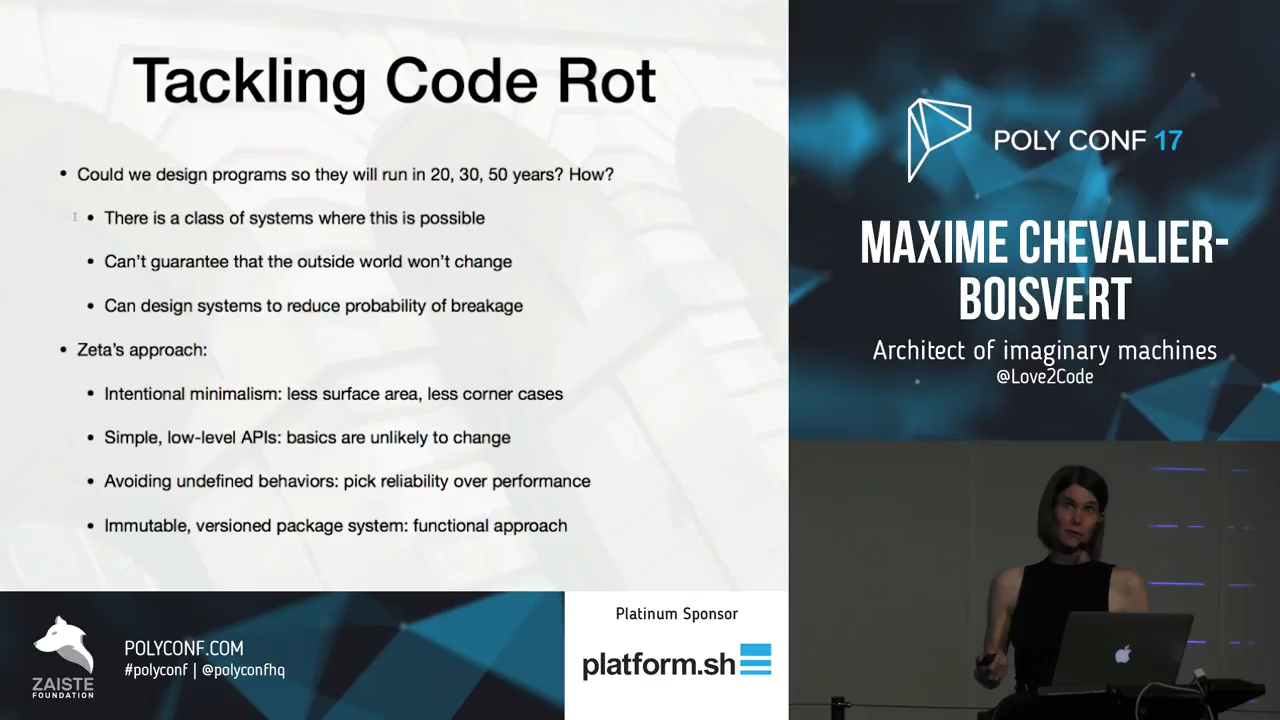 Tackling Code Rot
• Could we design programs so they will run in 20, 30, 50 years? How?
• There is a class of systems where this is possible
• Can’t guarantee that the outside world won’t change
• Can design systems to reduce probability of breakage
• Zeta’s approach:
• Intentional minimalism: less surface area, less corner cases
• Simple, low-level APIs: basics are unlikely to change
• Avoiding undefined behaviors: pick reliability over performance
• Immutable, versioned package system: functional approach
POLY CONF 17
MAXIME CHEVALIER-
BOISVERT
Architect of imaginary machines
@Love2Code
ZAISTE
FOUNDATION
POLYCONF.COM
#polyconf | @polyconfhq
Platinum Sponsor
platform.sh